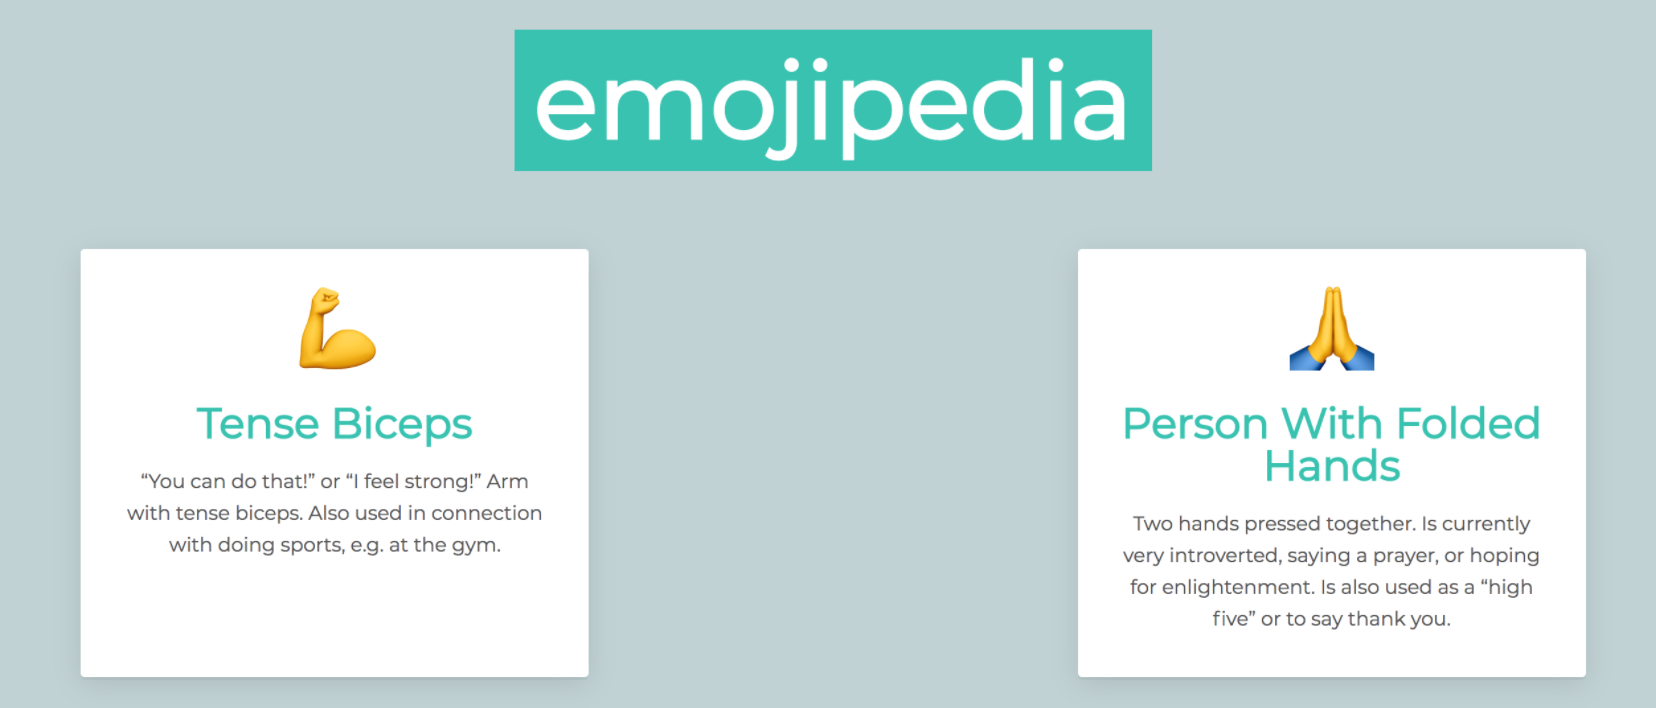 emojipedia
Tense Biceps
“You can do that!” or “I feel strong!” Arm
with tense biceps. Also used in connection
with doing sports, e.g. at the gym.
Person With Folded
Hands
Two hands pressed together. Is currently
very introverted, saying a prayer, or hoping
for enlightenment. Is also used as a “high
five” or to say thank you.